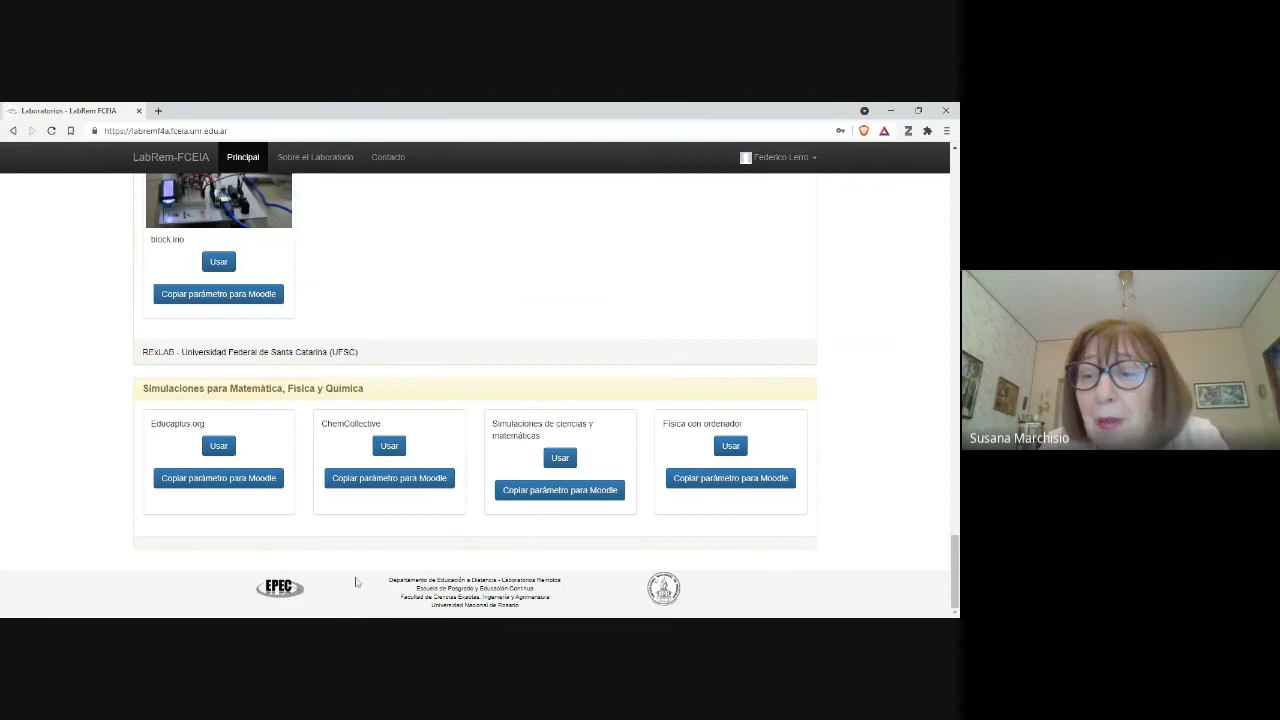 Laboratorios - LabRem FCEIA
https://labremf4a.fceia.unr.edu.ar
LabRem-FCEIA Principal Sobre el Laboratorio Contacto Federico Lerro
block.ino
Usar
Copiar parámetro para Moodle
RExLAB - Universidad Federal de Santa Catarina (UFSC)
Simulaciones para Matemática, Física y Química
Educaplus.org
Usar
Copiar parámetro para Moodle
ChemCollective
Usar
Copiar parámetro para Moodle
Simulaciones de ciencias y
matemáticas
Usar
Copiar parámetro para Moodle
Física con ordenador
Usar
Copiar parámetro para Moodle
EPEC
Departamento de Educación a Distancia - Laboratorios Remotos
Escuela de Posgrado y Educación Continua
Facultad de Ciencias Exactas, Ingeniería y Agrimensura
Universidad Nacional de Rosario
Susana Marchisio